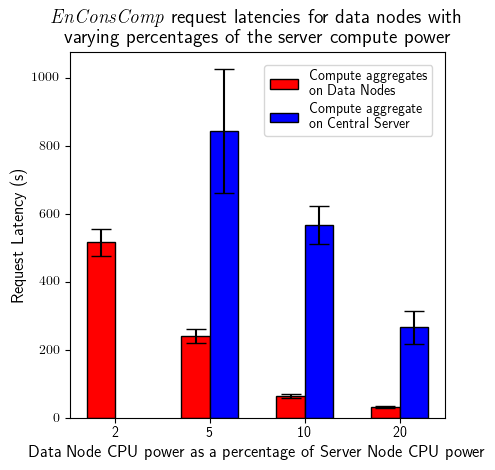 EnConsComp request latencies for data nodes with
varying percentages of the server compute power
Request Latency (s)
1000
800
600
400
200
0
Compute aggregates
on Data Nodes
Compute aggregate
on Central Server
2 5 10 20
Data Node CPU power as a percentage of Server Node CPU power